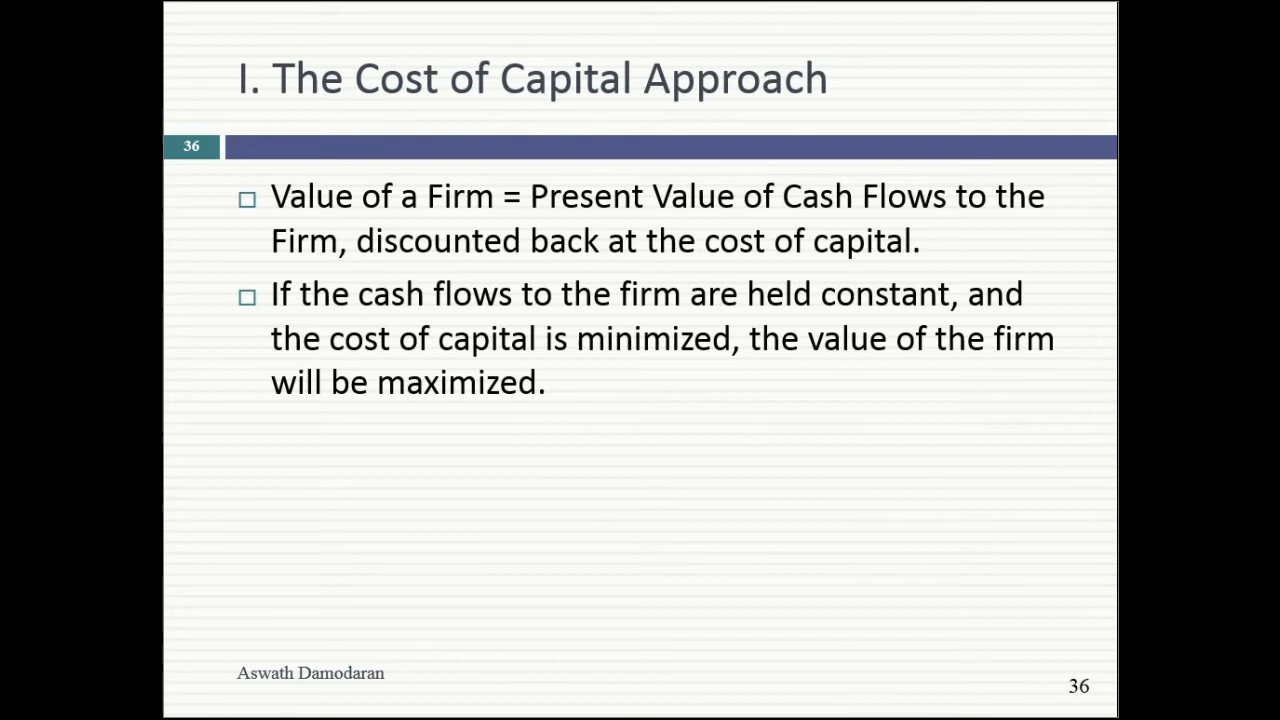 I. The Cost of Capital Approach
36
Value of a Firm = Present Value of Cash Flows to the
Firm, discounted back at the cost of capital.
If the cash flows to the firm are held constant, and
the cost of capital is minimized, the value of the firm
will be maximized.
Aswath Damodaran
36